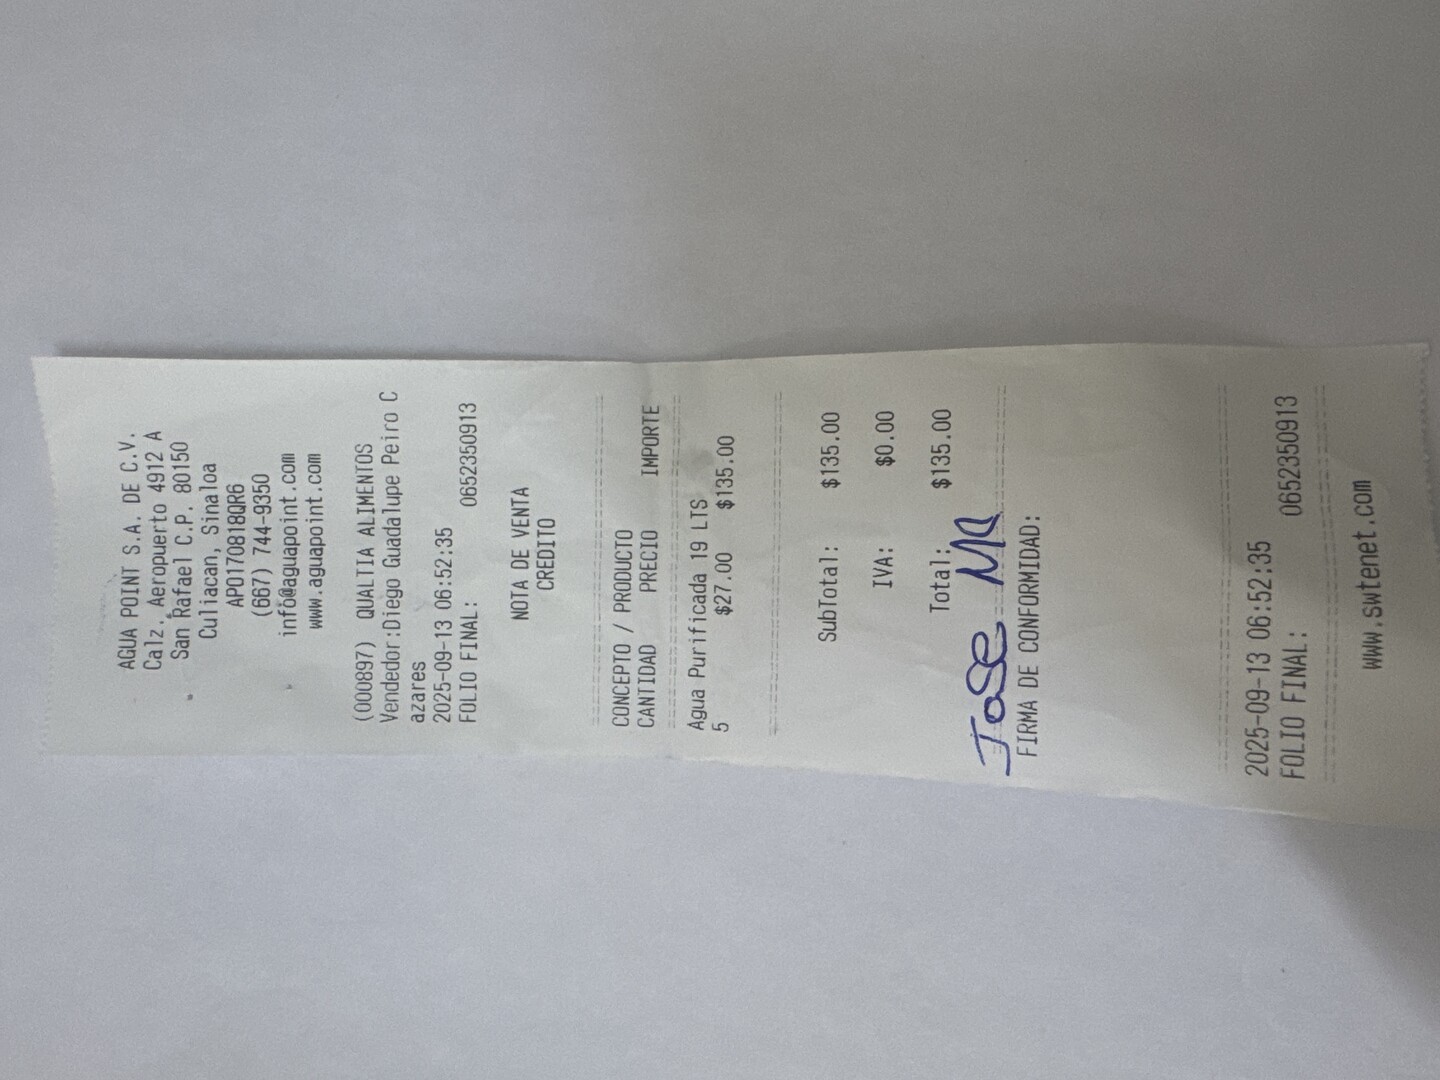 AGUA POINT S.A. DE C.V.
Calz. Aeropuerto 4912 A
San Rafael C.P. 80150
Culiacan, Sinaloa
APO170818QR6
(667) 744-9350
info@aguapoint.com
www.aguapoint.com
(000897) QUALTIA ALIMENTOS
Vendedor:Diego Guadalupe Peiro C
azares
2025-09-13 06:52:35
FOLIO FINAL: 0652350913
NOTA DE VENTA
CREDITO
CONCEPTO / PRODUCTO
CANTIDAD PRECIO IMPORTE
Agua Purificada 19 LTS
5 $27.00 $135.00
SubTotal: $135.00
IVA: $0.00
Total: $135.00
Jose Ma
FIRMA DE CONFORMIDAD:
2025-09-13 06:52:35
FOLIO FINAL: 0652350913
www.swtenet.com